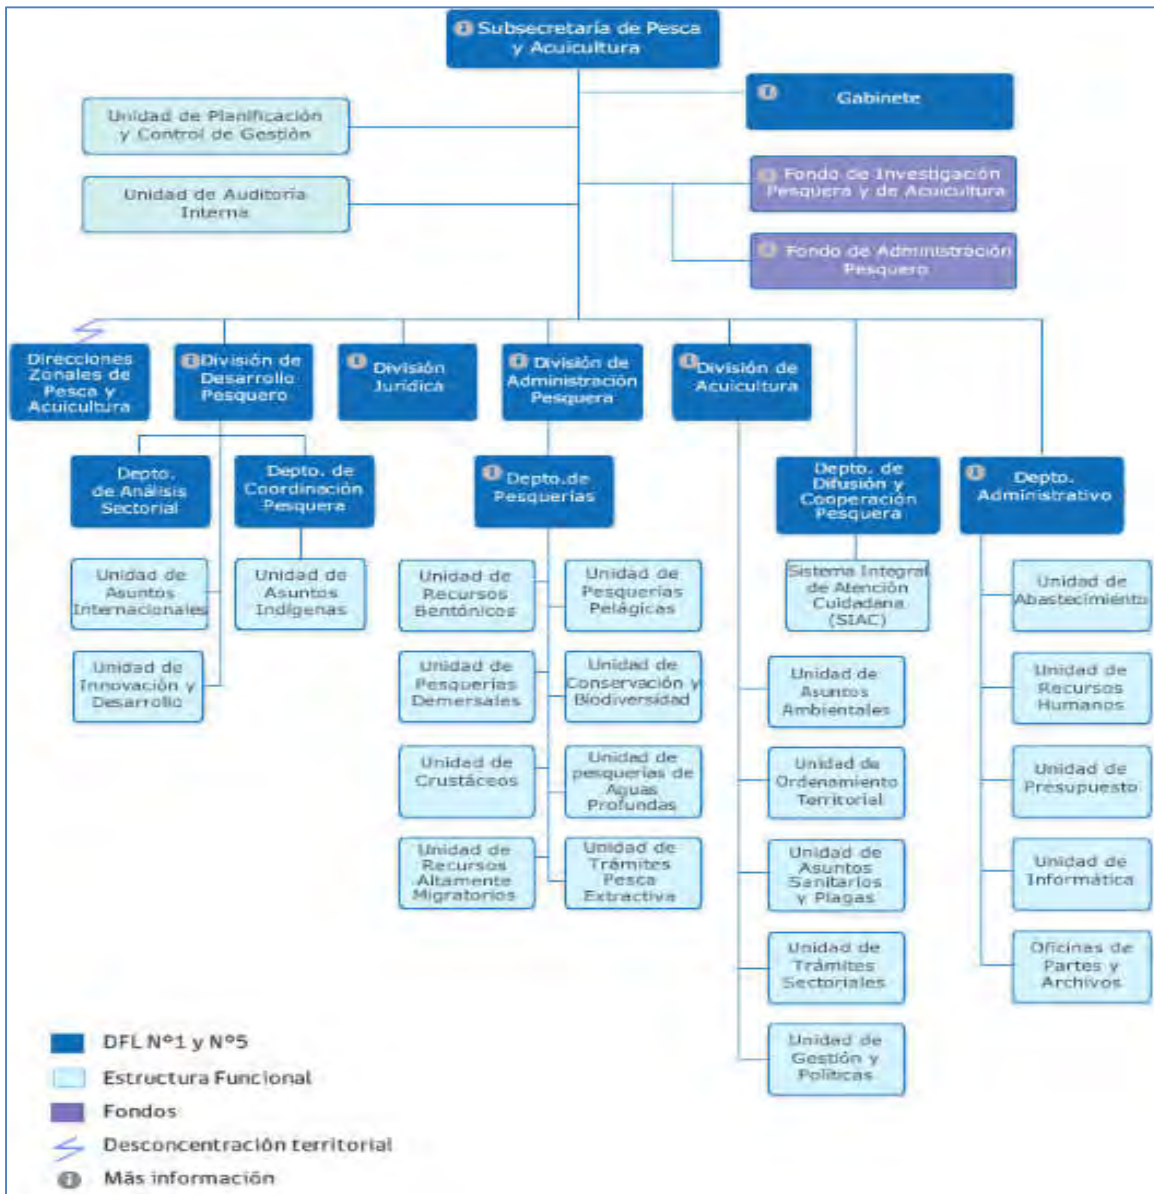 Subsecretaría de Pesca
y Acuicultura
Gabinete
Unidad de Planificación
y Control de Gestión
Fondo de Investigación
Pesquera y de Acuicultura
Unidad de Auditoría
Interna
Fondo de Administración
Pesquero
Direcciones
Zonales de
Pesca y
Acuicultura
División de
Desarrollo
Pesquero
División
Jurídica
División de
Administración
Pesquera
División de
Acuicultura
Depto.
de Análisis
Sectorial
Depto. de
Coordinación
Pesquera
Depto.de
Pesquerías
Depto. de
Difusión y
Cooperación
Pesquera
Depto.
Administrativo
Unidad de
Asuntos
Internacionales
Unidad de
Asuntos
Indígenas
Unidad de
Recursos
Bentónicos
Unidad de
Pesquerías
Pelágicas
Sistema Integral
de Atención
Cuidadana
(SIAC)
Unidad de
Abastecimiento
Unidad de
Innovación y
Desarrollo
Unidad de
Pesquerías
Demersales
Unidad de
Conservación y
Biodiversidad
Unidad de
Asuntos
Ambientales
Unidad de
Recursos
Humanos
Unidad de
Crustáceos
Unidad de
pesquerías de
Aguas
Profundas
Unidad de
Ordenamiento
Territorial
Unidad de
Presupuesto
Unidad de
Recursos
Altamente
Migratorios
Unidad de
Trámites
Pesca
Extractiva
Unidad de
Asuntos
Sanitarios
y Plagas
Unidad de
Informática
Unidad de
Trámites
Sectoriales
Oficinas de
Partes y
Archivos
Unidad de
Gestión y
Políticas
DFL Nº1 y Nº5
Estructura Funcional
Fondos
Desconcentración territorial
Más información